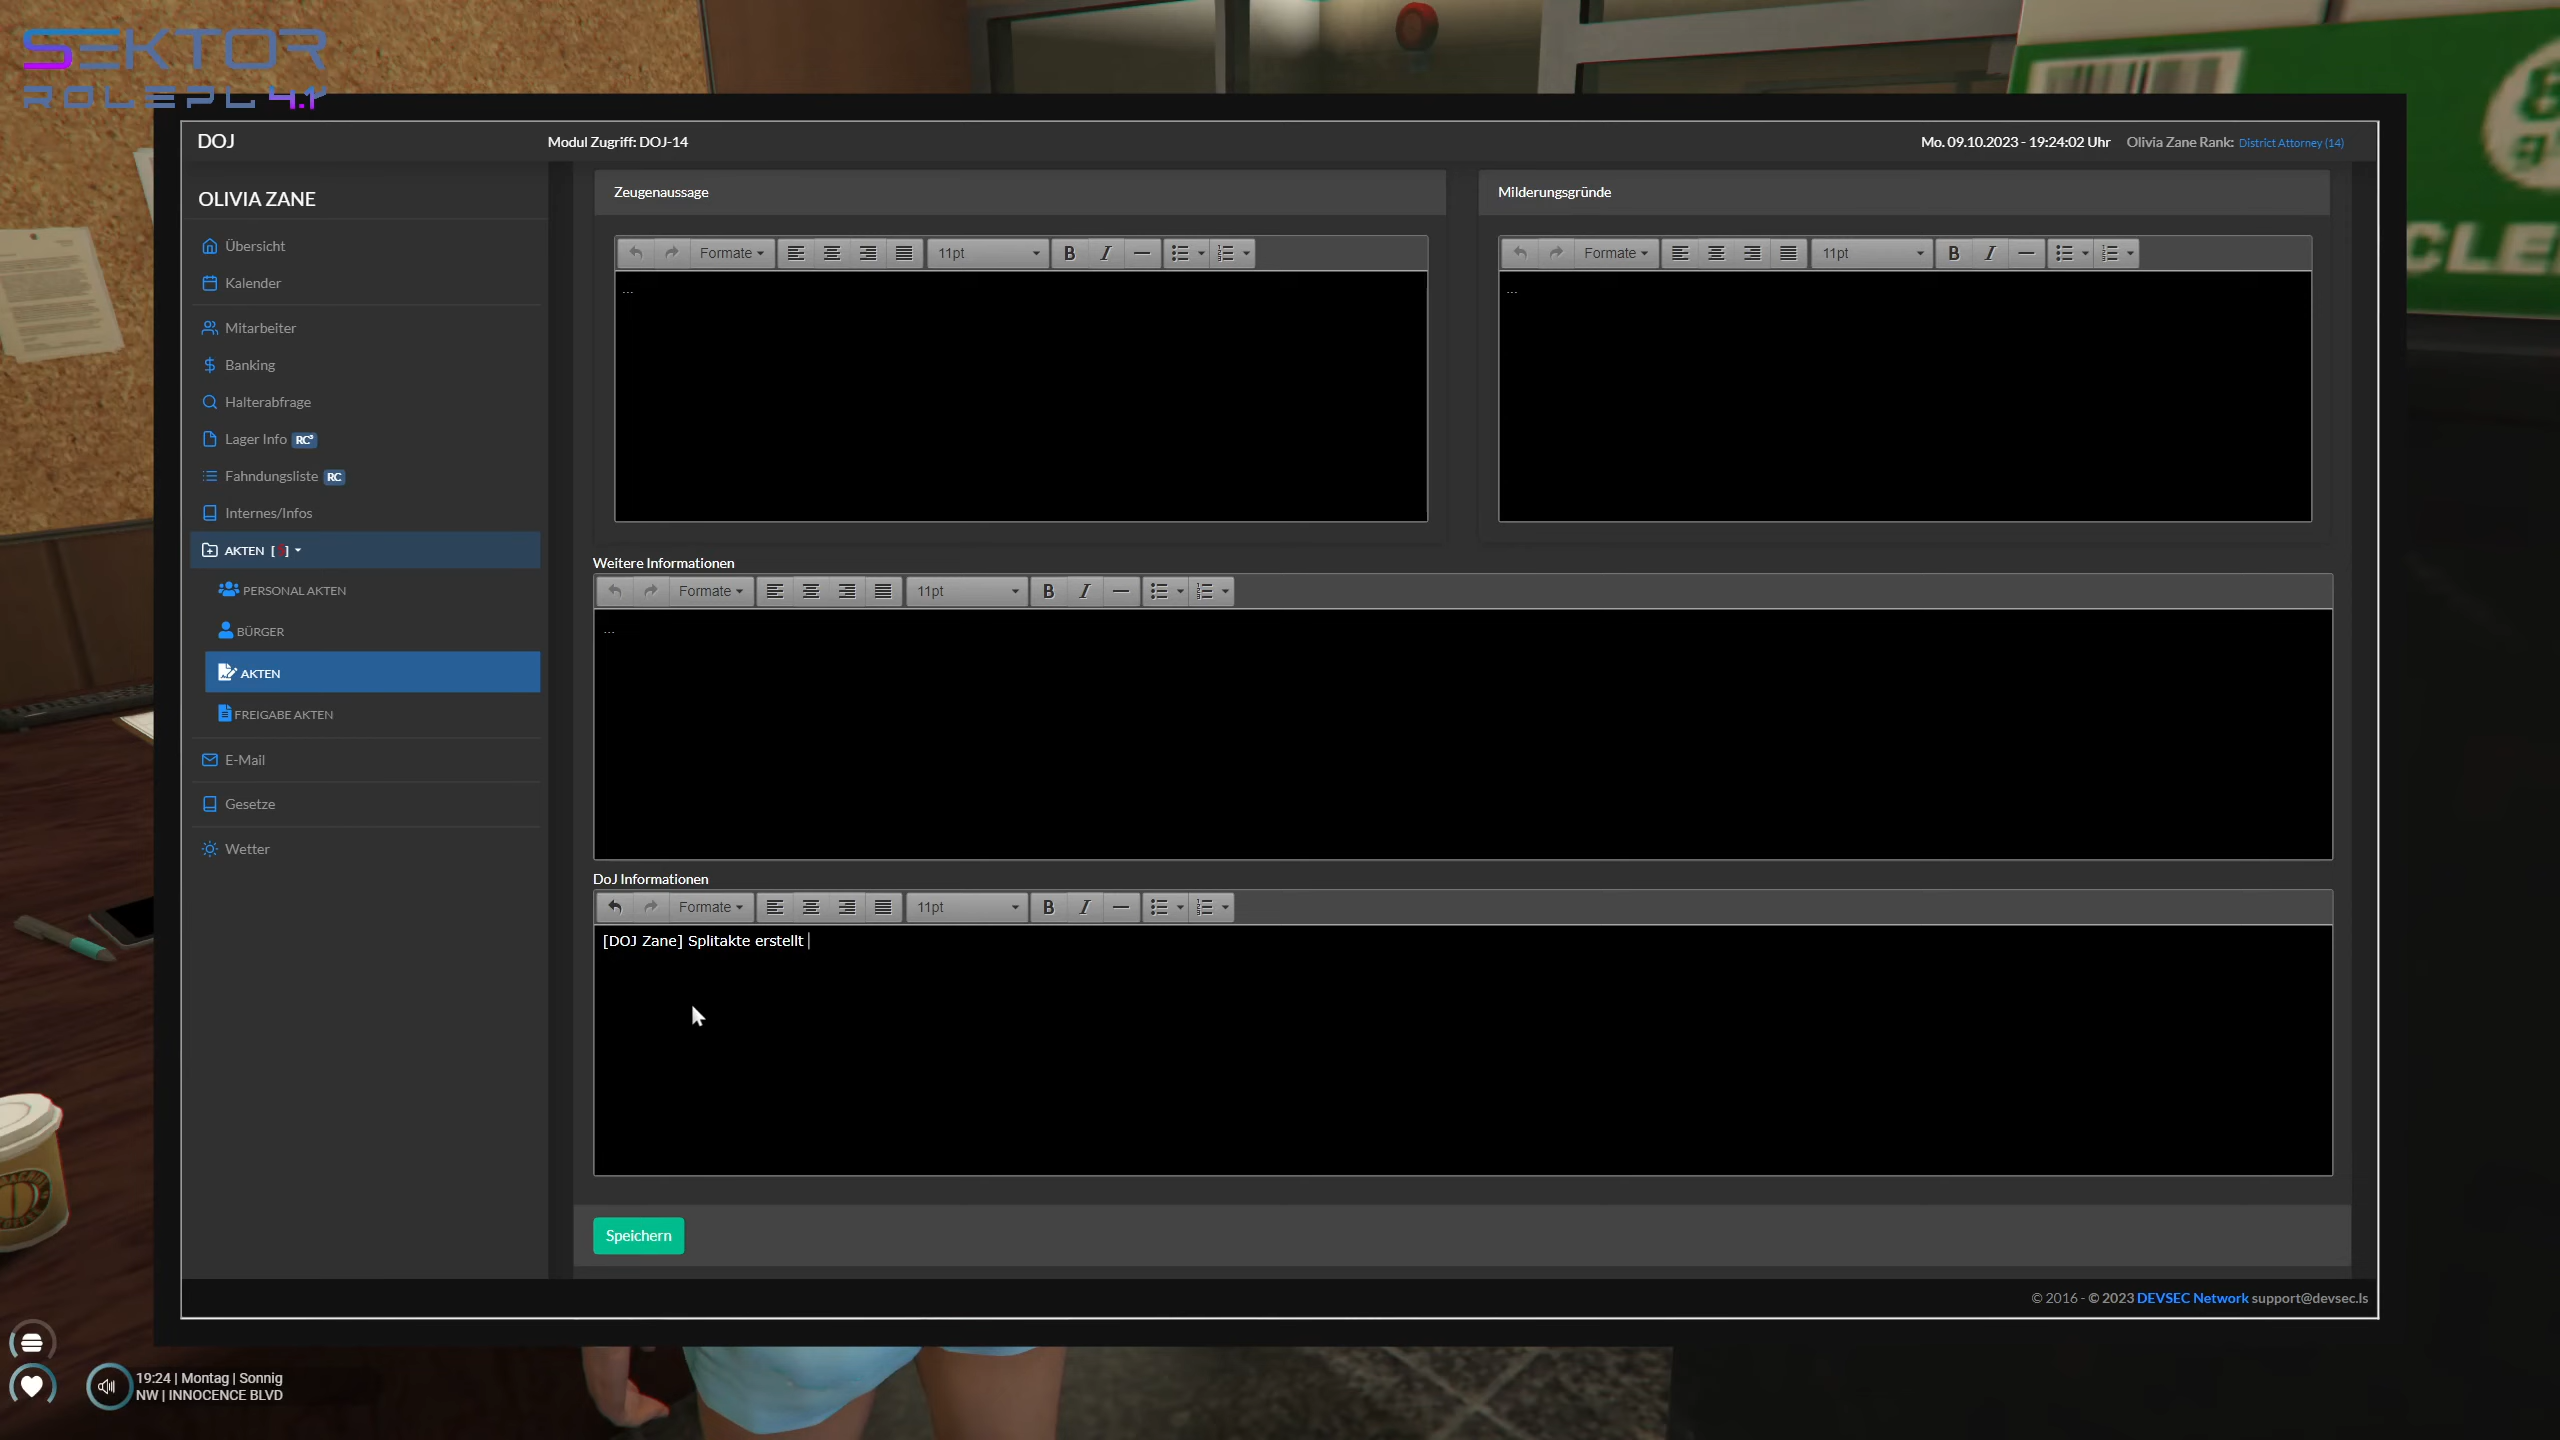 SEKTOR
ROLEPL 4.1
DOJ
Modul Zugriff: DOJ-14
Mo. 09.10.2023 - 19:24:02 Uhr
Olivia Zane Rank: District Attorney (14)
OLIVIA ZANE
Übersicht
Kalender
Mitarbeiter
Banking
Halterabfrage
Lager Info RC³
Fahndungsliste RC
Internes/Infos
AKTEN [ ]
PERSONAL AKTEN
BÜRGER
AKTEN
FREIGABE AKTEN
E-Mail
Gesetze
Wetter
Zeugenaussage
Formate 11pt B I
...
Milderungsgründe
Formate 11pt B I
...
Weitere Informationen
Formate 11pt B I
...
DoJ Informationen
Formate 11pt B I
[DOJ Zane] Splitakte erstellt
Speichern
© 2016 - © 2023 DEVSEC Network support@devsec.ls
19:24 | Montag | Sonnig
NW | INNOCENCE BLVD